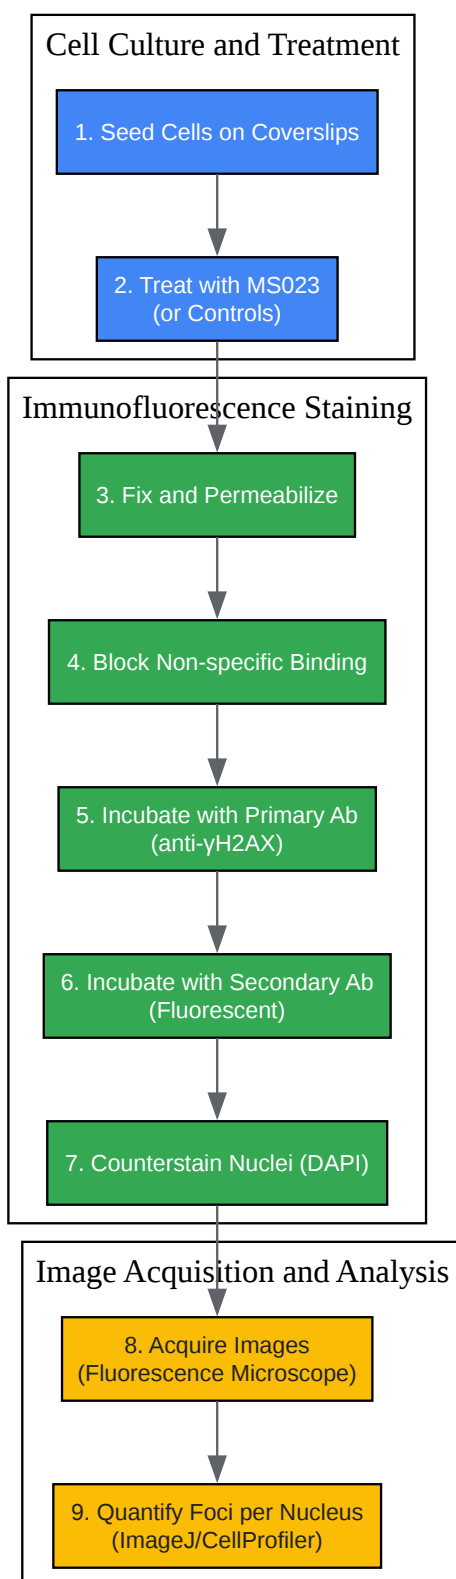 Cell Culture and Treatment
1. Seed Cells on Coverslips
2. Treat with MS023
(or Controls)
Immunofluorescence Staining
3. Fix and Permeabilize
4. Block Non-specific Binding
5. Incubate with Primary Ab
(anti-γH2AX)
6. Incubate with Secondary Ab
(Fluorescent)
7. Counterstain Nuclei (DAPI)
Image Acquisition and Analysis
8. Acquire Images
(Fluorescence Microscope)
9. Quantify Foci per Nucleus
(ImageJ/CellProfiler)